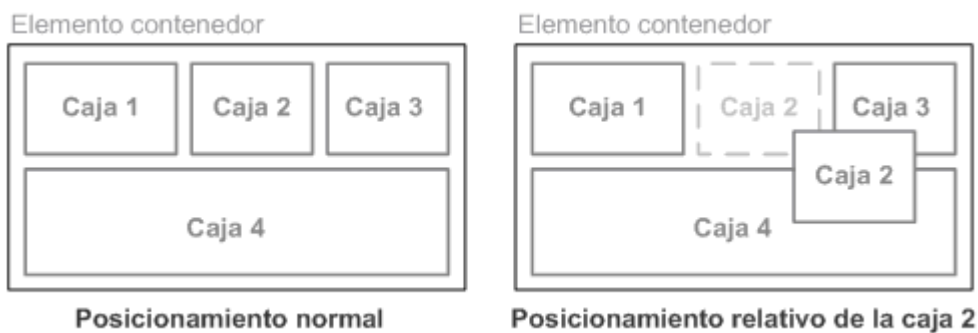 Elemento contenedor
Caja 1
Caja 2
Caja 3
Caja 4
Posicionamiento normal
Elemento contenedor
Caja 1
Caja 2
Caja 3
Caja 2
Caja 4
Posicionamiento relativo de la caja 2